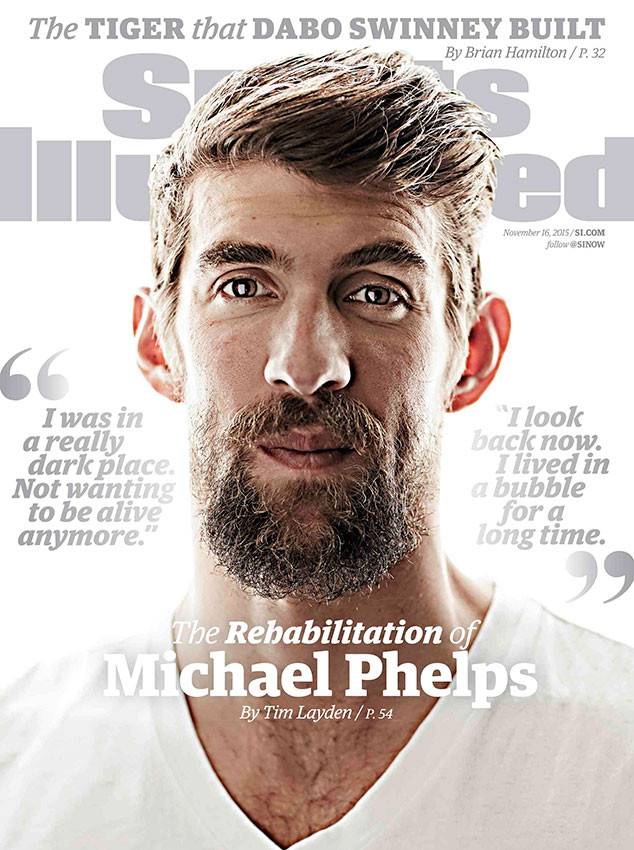 The TIGER that DABO SWINNEY BUILT
By Brian Hamilton / P. 32
Sports
Illustrated
November 16, 2015 / SI.COM
follow @SINOW
“
I was in
a really
dark place.
Not wanting
to be alive
anymore."
"I look
back now.
I lived in
a bubble
for a
long time.
”
The Rehabilitation of
Michael Phelps
By Tim Layden / P. 54